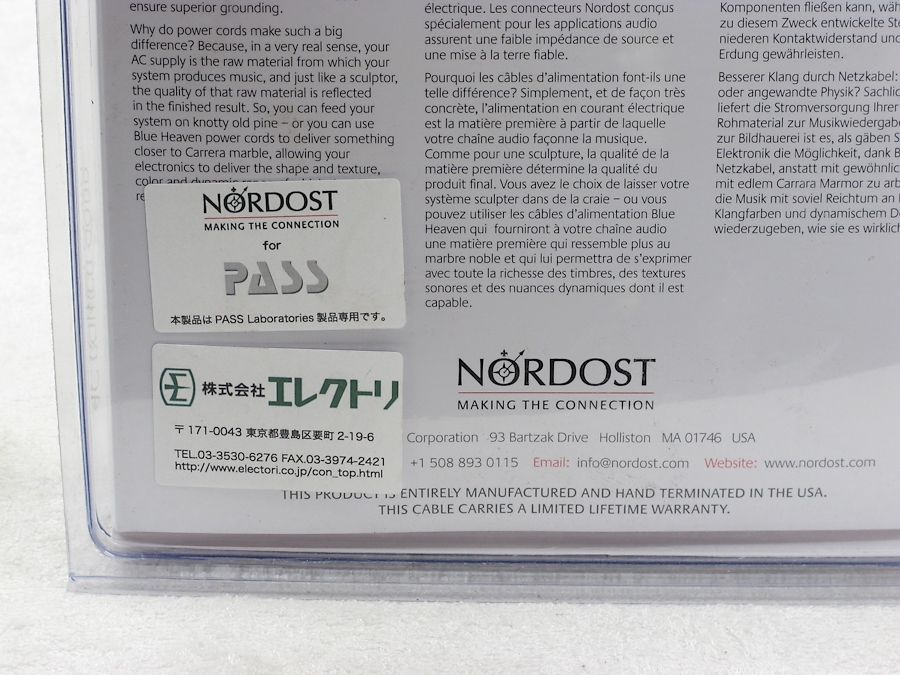 ensure superior grounding.
Why do power cords make such a big
difference? Because, in a very real sense, your
AC supply is the raw material from which your
system produces music, and just like a sculptor,
the quality of that raw material is reflected
in the finished result. So, you can feed your
system on knotty old pine – or you can use
Blue Heaven power cords to deliver something
closer to Carrera marble, allowing your
electronics to deliver the shape and texture,
color and dynamic
NORDOST
MAKING THE CONNECTION
for
PASS
本製品は PASS Laboratories 製品専用です。
株式会社エレクトリ
〒171-0043 東京都豊島区要町 2-19-6
TEL.03-3530-6276 FAX.03-3974-2421
http://www.electori.co.jp/con_top.html
électrique. Les connecteurs Nordost conçus
spécialement pour les applications audio
assurent une faible impédance de source et
une mise à la terre fiable.
Pourquoi les câbles d’alimentation font-ils une
telle différence? Simplement, et de façon très
concrète, l’alimentation en courant électrique
est la matière première à partir de laquelle
votre chaîne audio façonne la musique.
Comme pour une sculpture, la qualité de la
matière première détermine la qualité du
produit final. Vous avez le choix de laisser votre
système sculpter dans de la craie – ou vous
pouvez utiliser les câbles d’alimentation Blue
Heaven qui fourniront à votre chaîne audio
une matière première qui ressemble plus au
marbre noble et qui lui permettra de s’exprimer
avec toute la richesse des timbres, des textures
sonores et des nuances dynamiques dont il est
capable.
Komponenten fließen kann,
zu diesem Zweck entwickelte
niederen Kontaktwiderstand
Erdung gewährleisten.
Besserer Klang durch Netzkabel:
oder angewandte Physik?
liefert die Stromversorgung Ihrer
Rohmaterial zur
zur Bildhauerei ist es, als gäben
Elektronik die Möglichkeit, dank
Netzkabel, anstatt mit
mit edlem Carrara Marmor zu
die Musik mit soviel Reichtum an
Klangfarben und dynamischem
wiederzugeben, wie sie es
NORDOST
MAKING THE CONNECTION
Corporation 93 Bartzak Drive Holliston MA 01746 USA
+1 508 893 0115 Email: info@nordost.com Website: www.nordost.com
THIS PRODUCT IS ENTIRELY MANUFACTURED AND HAND TERMINATED IN THE USA.
THIS CABLE CARRIES A LIMITED LIFETIME WARRANTY.